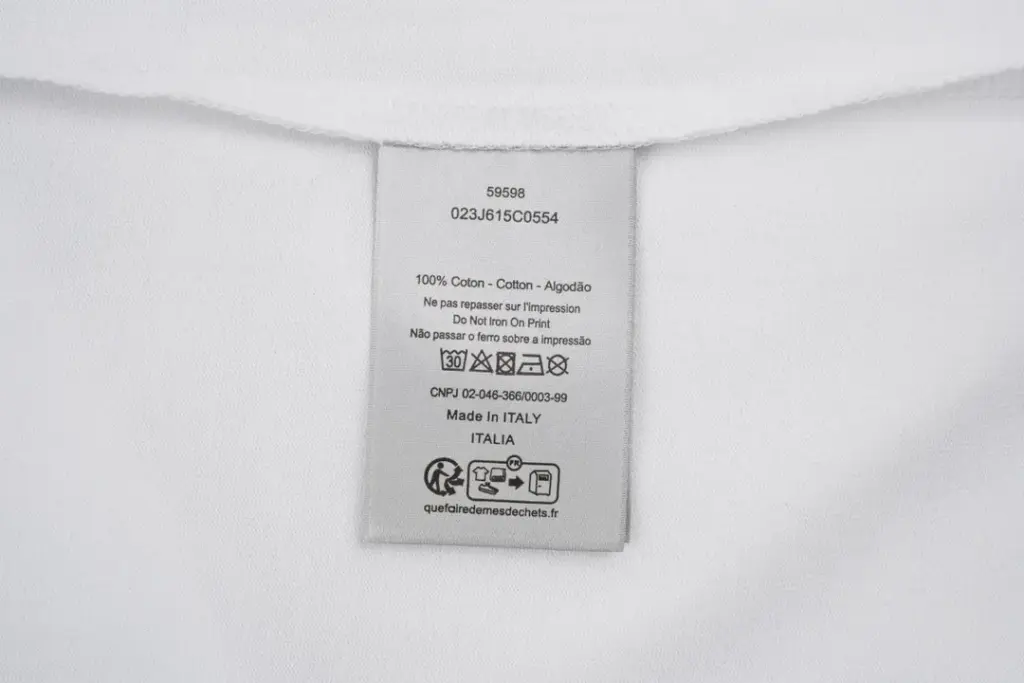 59598
023J615C0554
100% Coton - Cotton - Algodão
Ne pas repasser sur l'impression
Do Not Iron On Print
Não passar o ferro sobre a impressão
30
CNPJ 02-046-366/0003-99
Made In ITALY
ITALIA
FR
quefairedemesdechets.fr